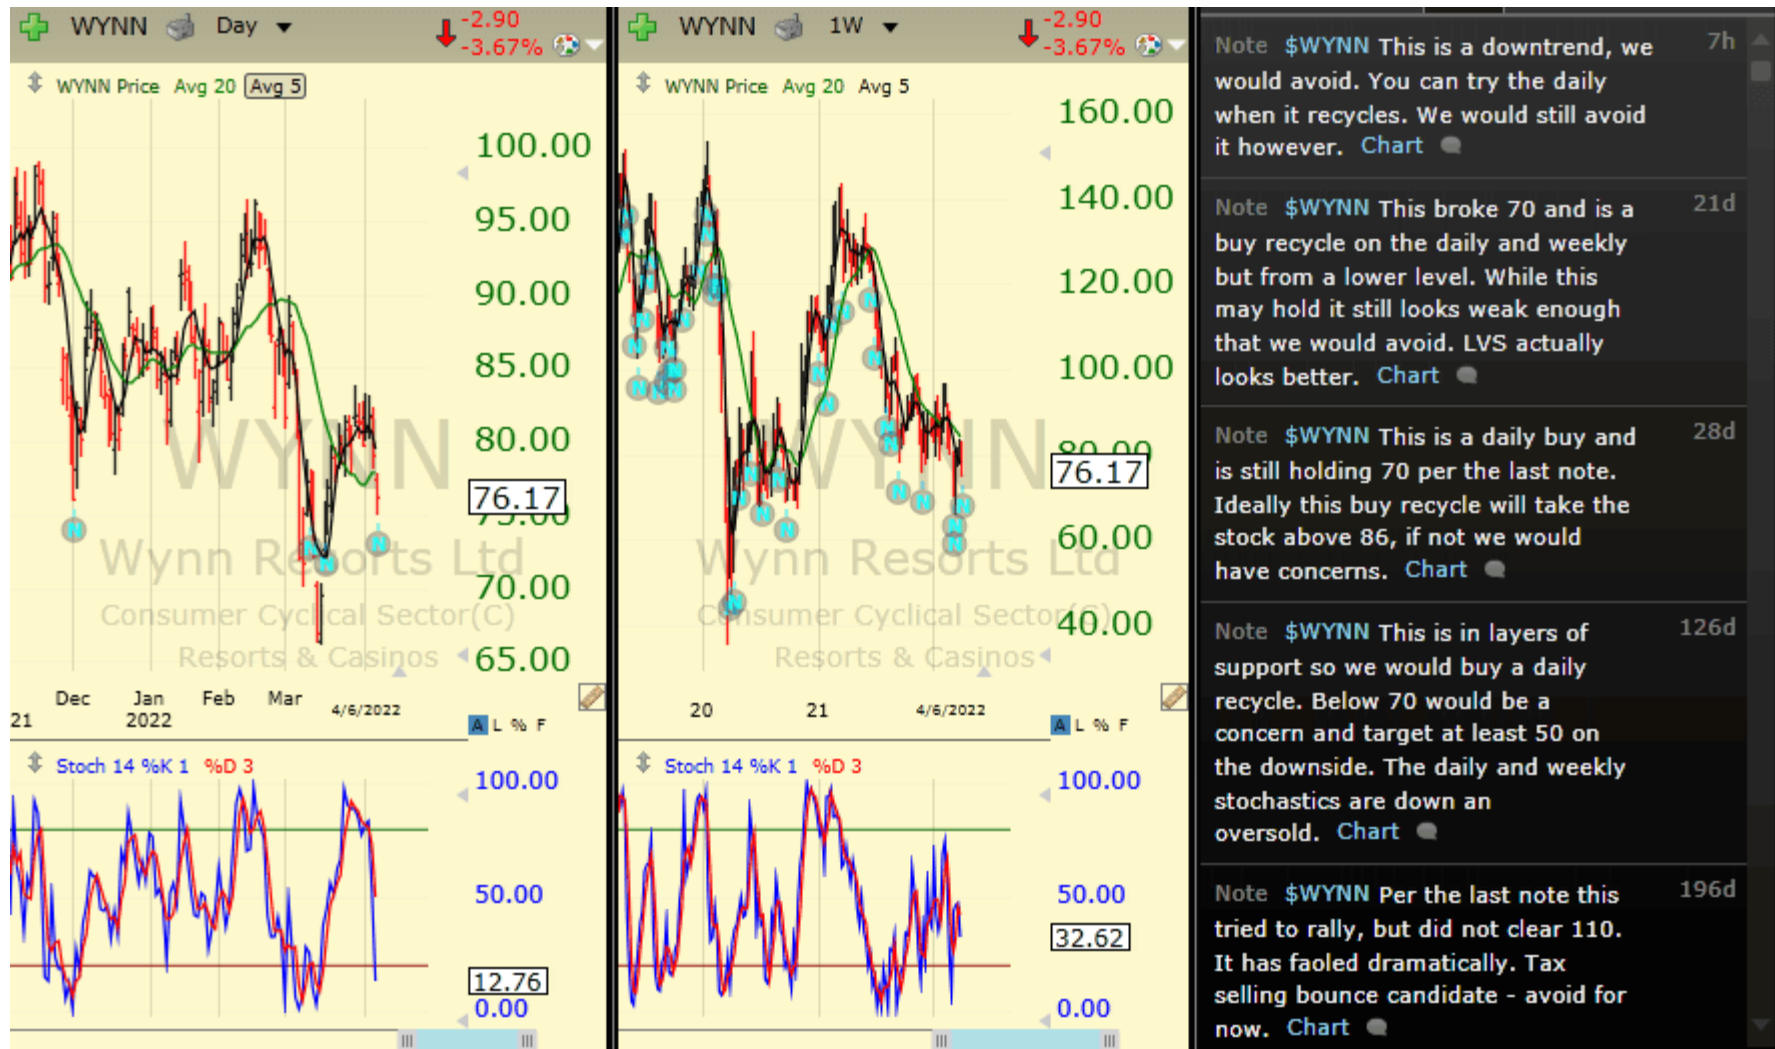 WYNN Day -2.90
-3.67%
WYNN Price Avg 20 Avg 5
100.00
95.00
90.00
85.00
80.00
76.17
75.00
70.00
65.00
WYNN
Wynn Resorts Ltd
Consumer Cyclical Sector(C)
Resorts & Casinos
Dec Jan Feb Mar 4/6/2022
21 2022
A L % F
Stoch 14 %K 1 %D 3
100.00
50.00
12.76
0.00
WYNN 1W -2.90
-3.67%
WYNN Price Avg 20 Avg 5
160.00
140.00
120.00
100.00
80.00
76.17
60.00
40.00
WYNN
Wynn Resorts Ltd
Consumer Cyclical Sector(C)
Resorts & Casinos
20 21 4/6/2022
A L % F
Stoch 14 %K 1 %D 3
100.00
50.00
32.62
0.00
Note $WYNN This is a downtrend, we 7h
would avoid. You can try the daily
when it recycles. We would still avoid
it however. Chart
Note $WYNN This broke 70 and is a 21d
buy recycle on the daily and weekly
but from a lower level. While this
may hold it still looks weak enough
that we would avoid. LVS actually
looks better. Chart
Note $WYNN This is a daily buy and 28d
is still holding 70 per the last note.
Ideally this buy recycle will take the
stock above 86, if not we would
have concerns. Chart
Note $WYNN This is in layers of 126d
support so we would buy a daily
recycle. Below 70 would be a
concern and target at least 50 on
the downside. The daily and weekly
stochastics are down an
oversold. Chart
Note $WYNN Per the last note this 196d
tried to rally, but did not clear 110.
It has faoled dramatically. Tax
selling bounce candidate - avoid for
now. Chart